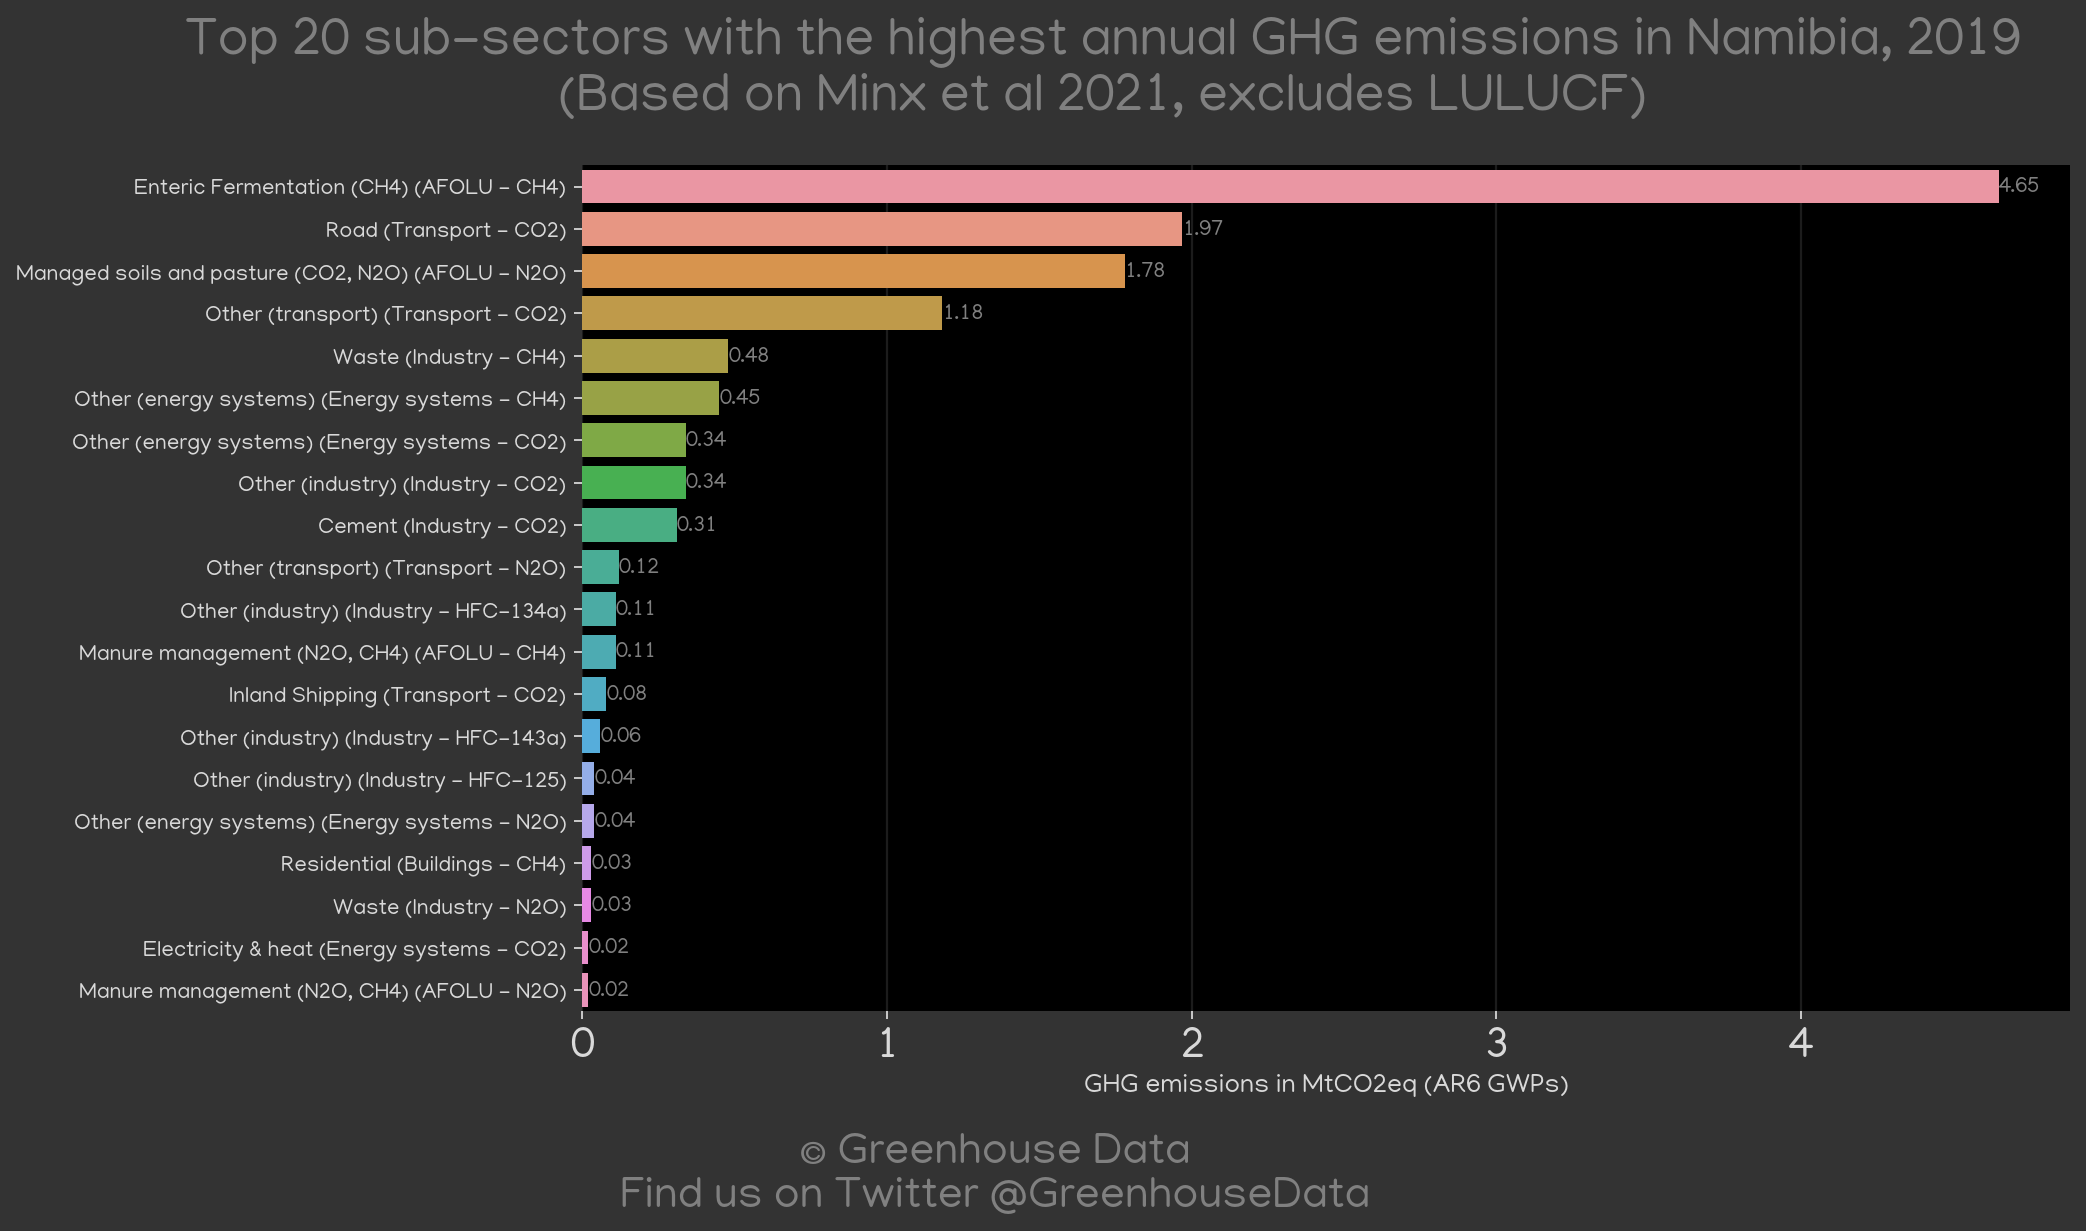 Top 20 sub-sectors with the highest annual GHG emissions in Namibia, 2019
(Based on Minx et al 2021, excludes LULUCF)
Enteric Fermentation (CH4) (AFOLU - CH4) 4.65
Road (Transport - CO2) 1.97
Managed soils and pasture (CO2, N2O) (AFOLU - N2O) 1.78
Other (transport) (Transport - CO2) 1.18
Waste (Industry - CH4) 0.48
Other (energy systems) (Energy systems - CH4) 0.45
Other (energy systems) (Energy systems - CO2) 0.34
Other (industry) (Industry - CO2) 0.34
Cement (Industry - CO2) 0.31
Other (transport) (Transport - N2O) 0.12
Other (industry) (Industry - HFC-134a) 0.11
Manure management (N2O, CH4) (AFOLU - CH4) 0.11
Inland Shipping (Transport - CO2) 0.08
Other (industry) (Industry - HFC-143a) 0.06
Other (industry) (Industry - HFC-125) 0.04
Other (energy systems) (Energy systems - N2O) 0.04
Residential (Buildings - CH4) 0.03
Waste (Industry - N2O) 0.03
Electricity & heat (Energy systems - CO2) 0.02
Manure management (N2O, CH4) (AFOLU - N2O) 0.02
0 1 2 3 4
GHG emissions in MtCO2eq (AR6 GWPs)
© Greenhouse Data
Find us on Twitter @GreenhouseData